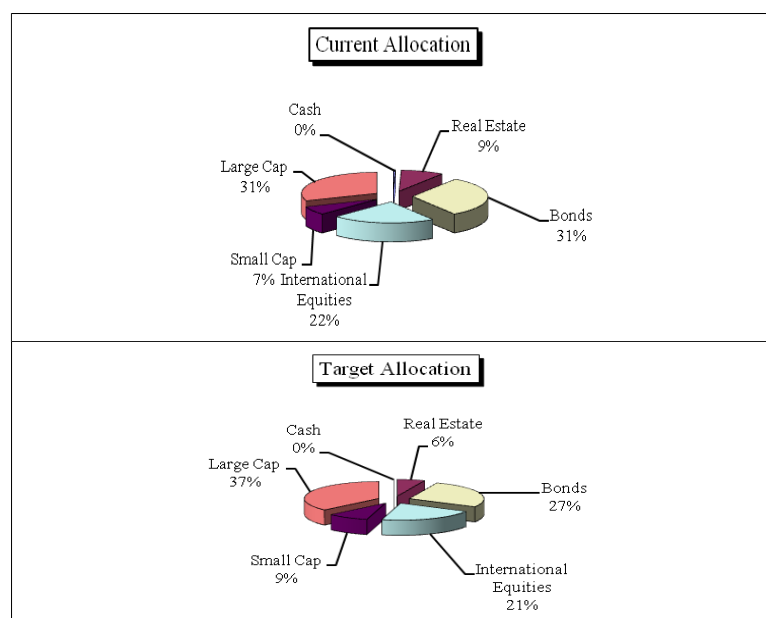 Current Allocation
Cash
0%
Real Estate
9%
Large Cap
31%
Bonds
31%
Small Cap
7%
International
Equities
22%
Target Allocation
Cash
0%
Real Estate
6%
Large Cap
37%
Bonds
27%
Small Cap
9%
International
Equities
21%